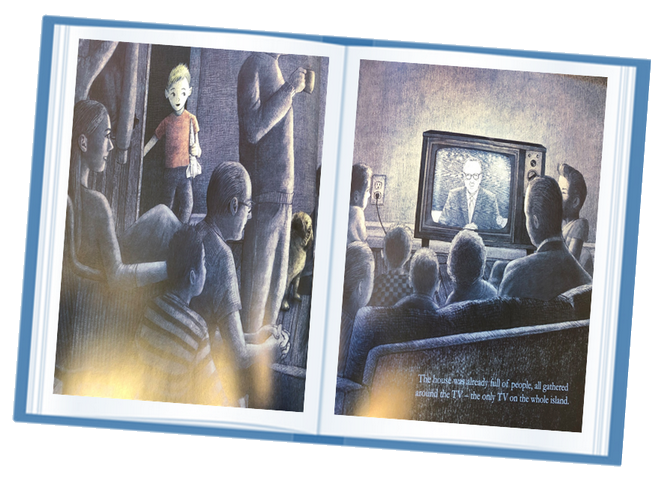 The house was already full of people, all gathered
around the TV – the only TV on the whole island.